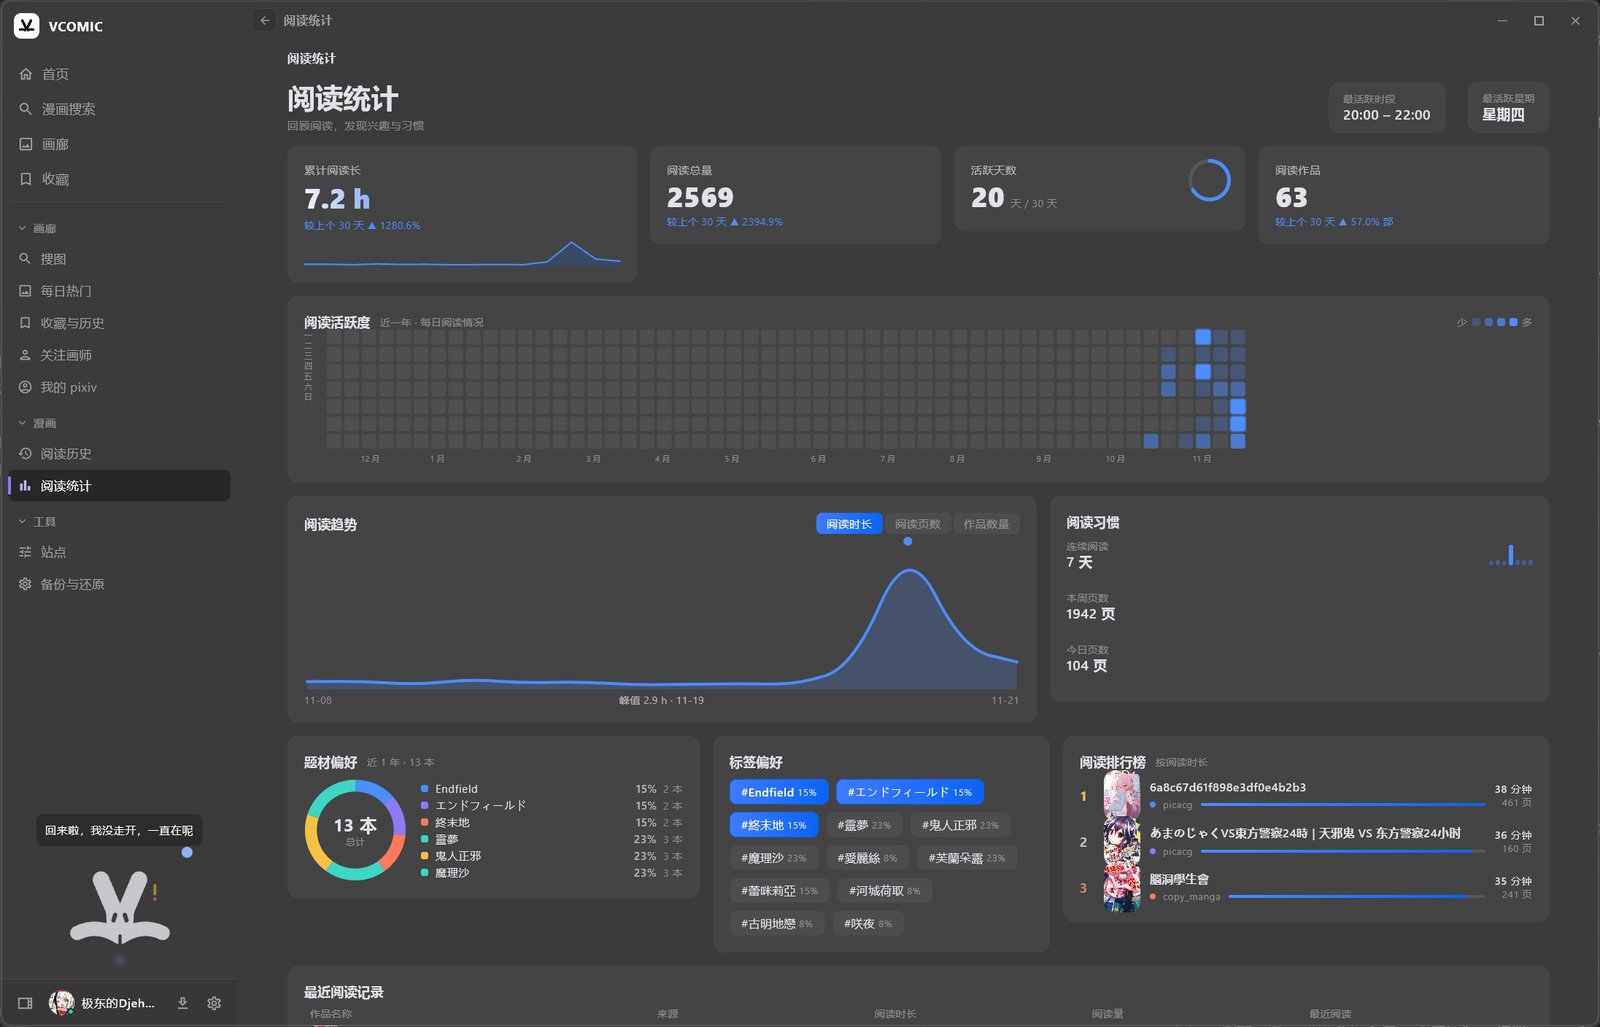 VCOMIC
首页
漫画搜索
画廊
收藏
画廊
搜图
每日热门
收藏与历史
关注画师
我的 pixiv
漫画
阅读历史
阅读统计
工具
站点
备份与还原
回来啦，我没走开，一直在呢
极东的Djeh...
阅读统计
阅读统计
阅读统计
回顾阅读，发现兴趣与习惯
最活跃时段
20:00 – 22:00
最活跃星期
星期四
累计阅读长
7.2 h
较上个 30 天 ▲ 1280.6%
阅读总量
2569
较上个 30 天 ▲ 2394.9%
活跃天数
20 天 / 30 天
阅读作品
63
较上个 30 天 ▲ 57.0% 部
阅读活跃度 近一年 · 每日阅读情况
少 多
一
二
三
四
五
六
日
12月 1月 2月 3月 4月 5月 6月 7月 8月 9月 10月 11月
阅读趋势
阅读时长 阅读页数 作品数量
11-08 峰值 2.9 h · 11-19 11-21
阅读习惯
连续阅读
7 天
本周页数
1942 页
今日页数
104 页
题材偏好 近 1 年 · 13 本
13 本
总计
Endfield 15% 2 本
エンドフィールド 15% 2 本
終末地 15% 2 本
靈夢 23% 3 本
鬼人正邪 23% 3 本
魔理沙 23% 3 本
标签偏好
#Endfield 15% #エンドフィールド 15%
#終末地 15% #靈夢 23% #鬼人正邪 23%
#魔理沙 23% #愛麗絲 8% #芙蘭朵露 23%
#蕾咪莉亞 15% #河城荷取 8%
#古明地戀 8% #咲夜 8%
阅读排行榜 按阅读时长
1 6a8c67d61f898e3df0e4b2b3 38 分钟
picacg 461 页
2 あまのじゃくVS東方警察24時 | 天邪鬼 VS 东方警察24小时 36 分钟
picacg 160 页
3 腦洞學生會 35 分钟
copy_manga 241 页
最近阅读记录
作品名称 来源 阅读时长 阅读量 最近阅读